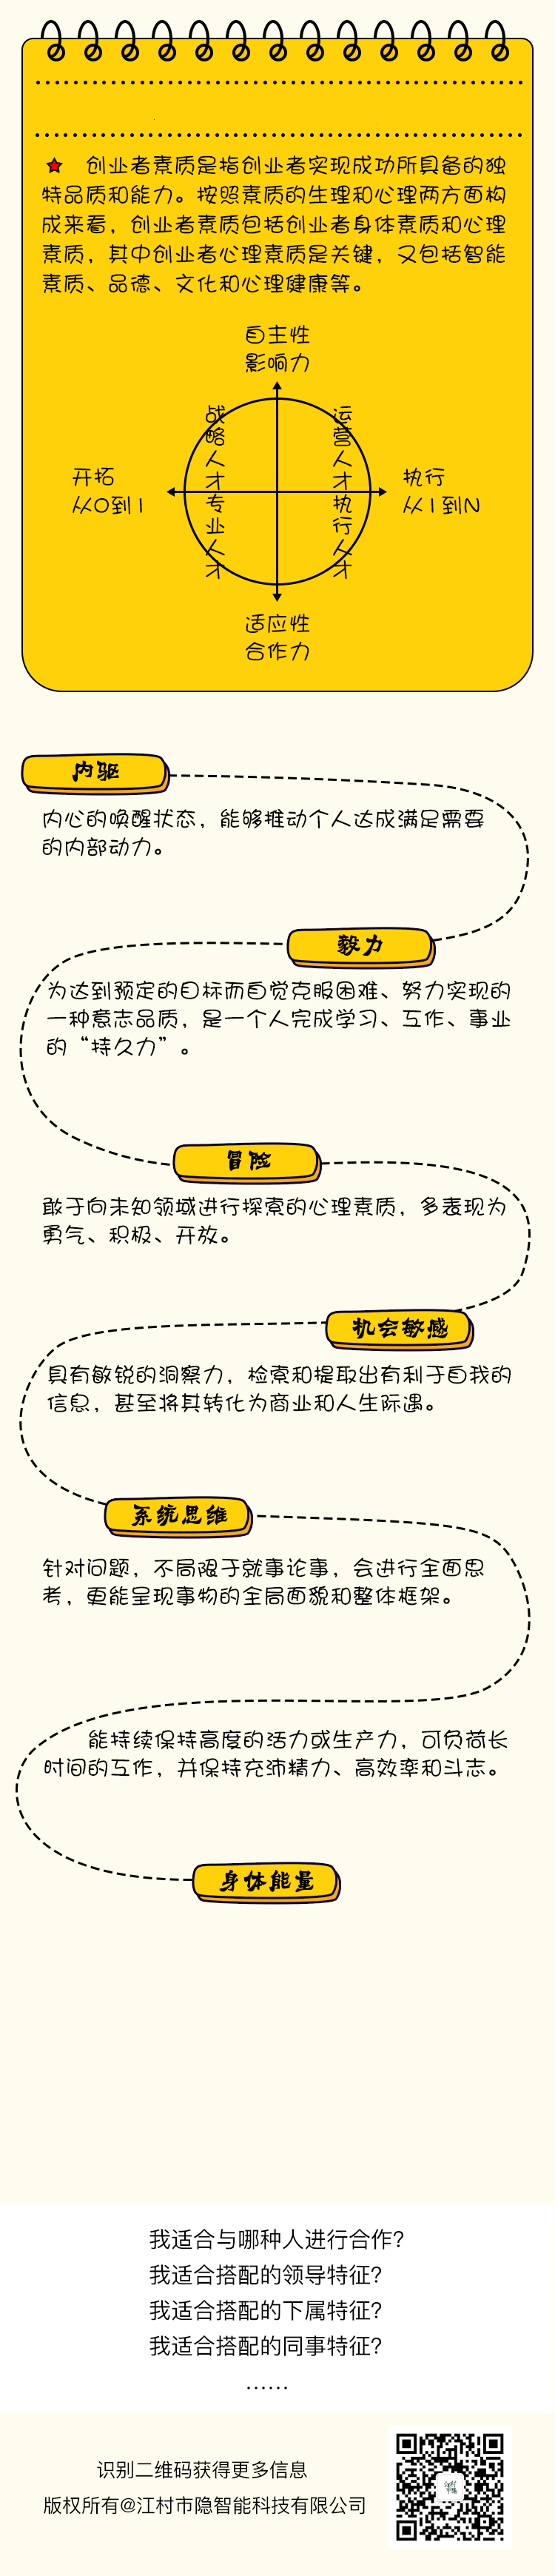 创业者素质是指创业者实现成功所具备的独
特品质和能力。按照素质的生理和心理两方面构
成来看，创业者素质包括创业者身体素质和心理
素质，其中创业者心理素质是关键，又包括智能
素质、品德、文化和心理健康等。
自主性
影响力
战略人才
运营人才
开拓
从0到1
执行
从1到N
专业人才
执行人才
适应性
合作力
内驱
内心的唤醒状态，能够推动个人达成满足需要
的内部动力。
毅力
为达到预定的目标而自觉克服困难、努力实现的
一种意志品质，是一个人完成学习、工作、事业
的“持久力”。
冒险
敢于向未知领域进行探索的心理素质，多表现为
勇气、积极、开放。
机会敏感
具有敏锐的洞察力，检索和提取出有利于自我的
信息，甚至将其转化为商业和人生际遇。
系统思维
针对问题，不局限于就事论事，会进行全面思
考，更能呈现事物的全局面貌和整体框架。
能持续保持高度的活力或生产力，可负荷长
时间的工作，并保持充沛精力、高效率和斗志。
身体能量
我适合与哪种人进行合作？
我适合搭配的领导特征？
我适合搭配的下属特征？
我适合搭配的同事特征？
……
识别二维码获得更多信息
版权所有@江村市隐智能科技有限公司